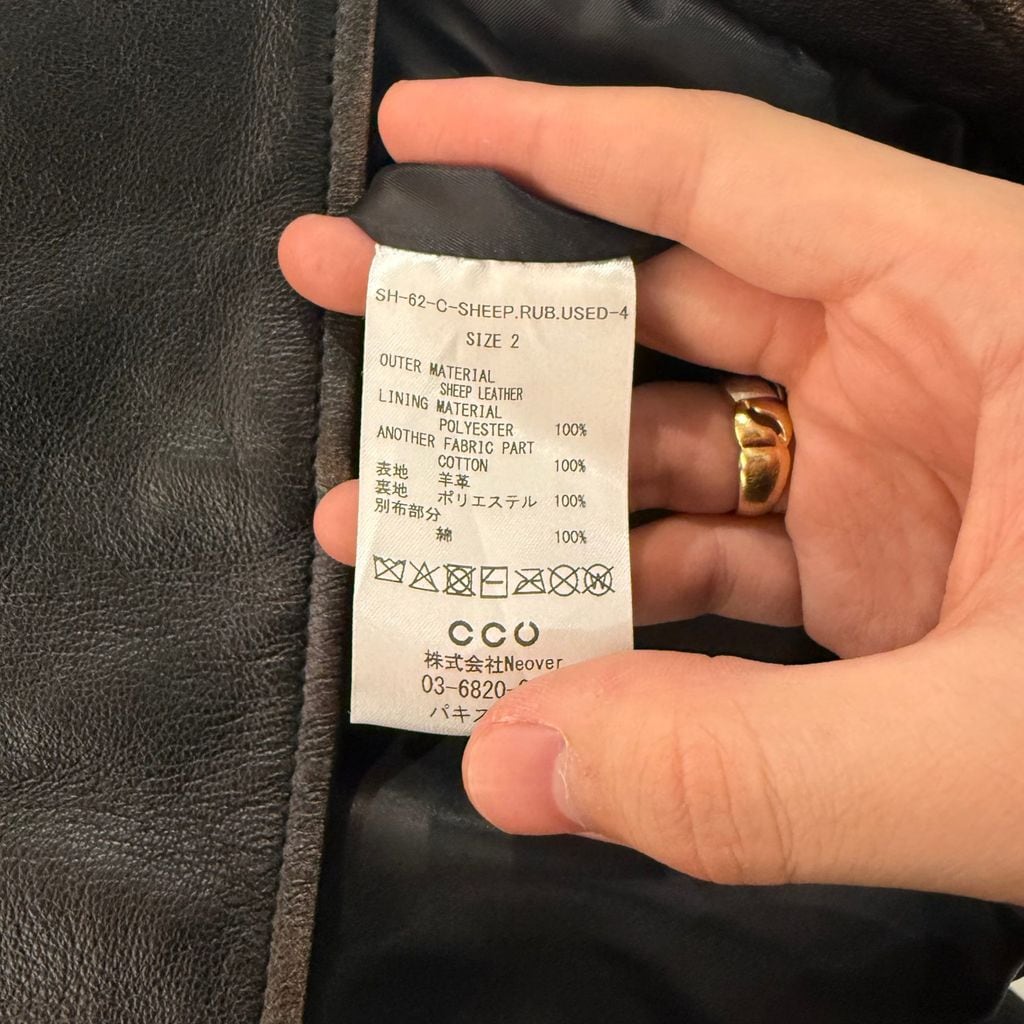 SH-62-C-SHEEP.RUB.USED-4
SIZE 2
OUTER MATERIAL
SHEEP LEATHER
LINING MATERIAL
POLYESTER 100%
ANOTHER FABRIC PART
COTTON 100%
表地 羊革
裏地 ポリエステル 100%
別布部分
綿 100%
W
CCU
株式会社Neover
03-6820-